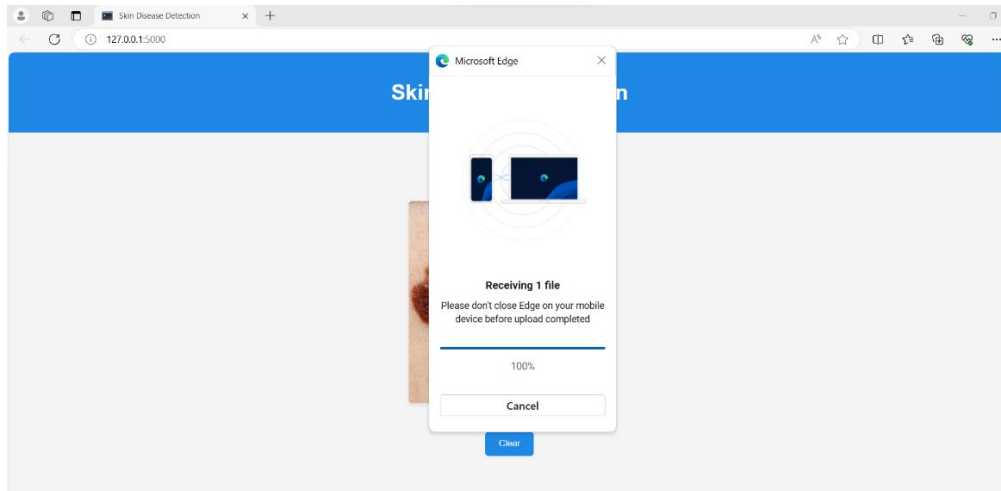 Skin Disease Detection
127.0.0.1:5000
Microsoft Edge
Skin
n
Receiving 1 file
Please don't close Edge on your mobile
device before upload completed
100%
Cancel
Clear